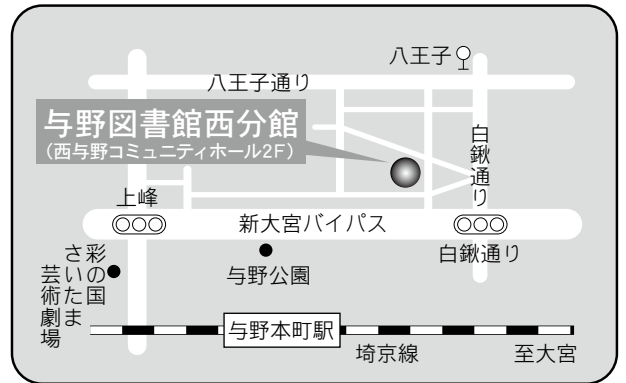 八王子
八王子通り
与野図書館西分館
（西与野コミュニティホール2F）
白鍬通り
上峰
新大宮バイパス
白鍬通り
与野公園
彩の国
さいたま
芸術劇場
与野本町駅
埼京線
至大宮